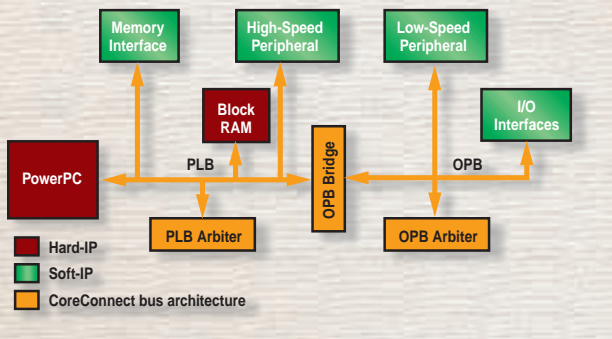 Memory
Interface
High-Speed
Peripheral
Low-Speed
Peripheral
Block
RAM
I/O
Interfaces
PowerPC
PLB
OPB Bridge
OPB
PLB Arbiter
OPB Arbiter
Hard-IP
Soft-IP
CoreConnect bus architecture